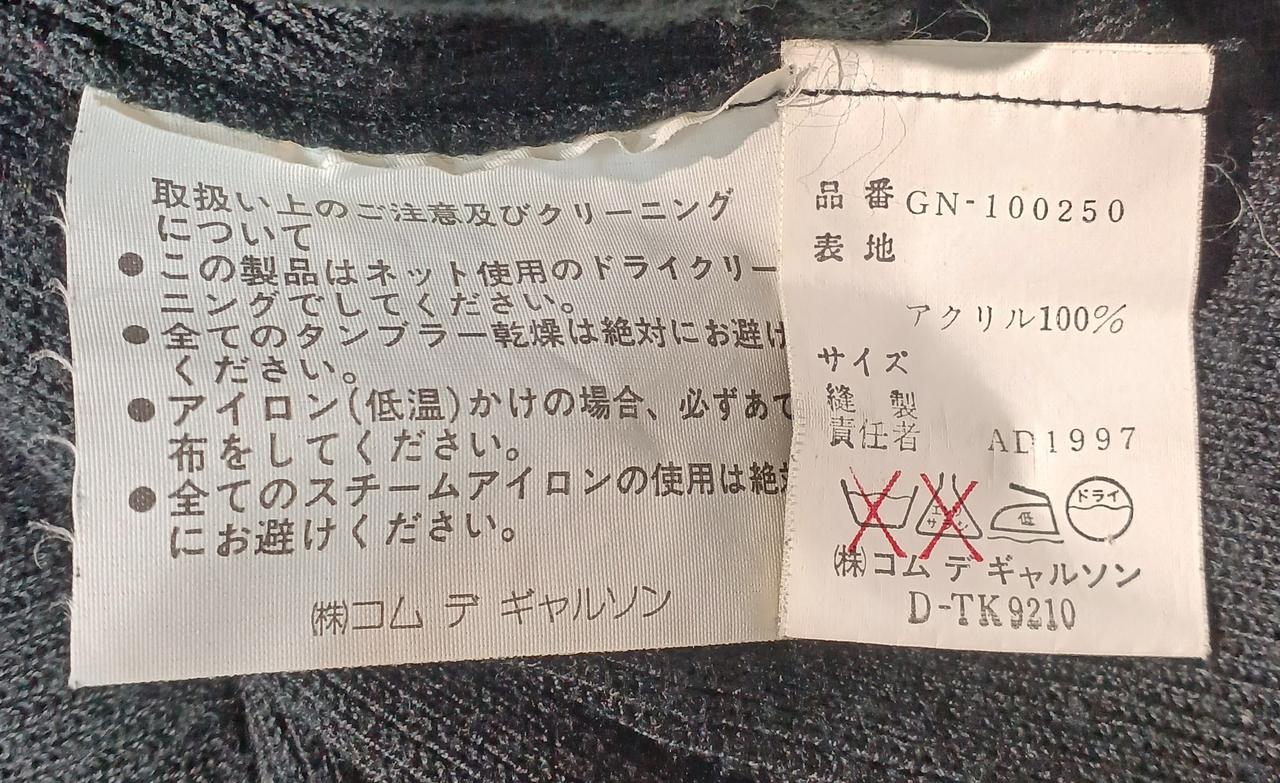 取扱い上のご注意及びクリーニング
について
●この製品はネット使用のドライクリー
ニングでしてください。
●全てのタンブラー乾燥は絶対にお避け
ください。
●アイロン(低温)かけの場合、必ずあて
布をしてください。
●全てのスチームアイロンの使用は絶対
にお避けください。
㈱コム デ ギャルソン
品番 GN-100250
表地
アクリル100%
サイズ
縫製
責任者 AD1997
エンソ
サラシ
低
ドライ
㈱コム デ ギャルソン
D-TK9210